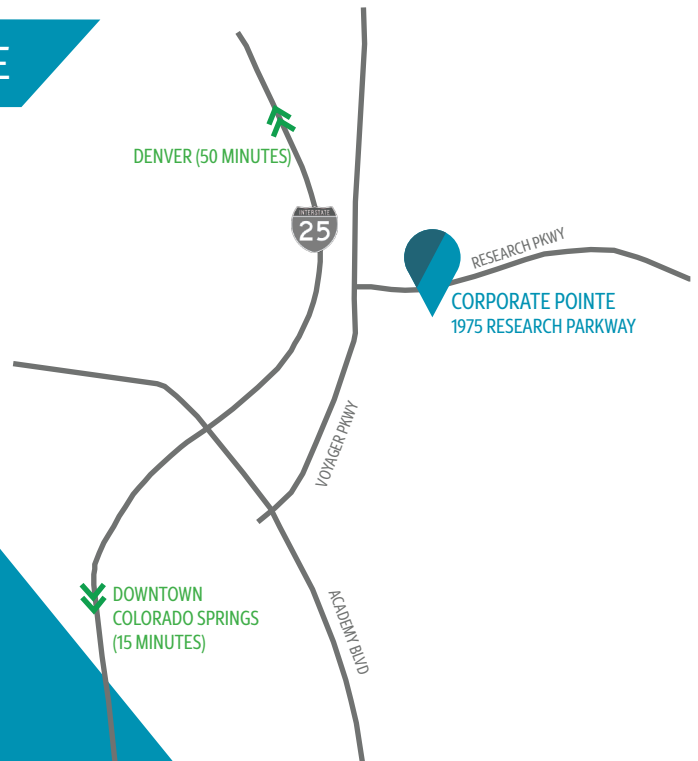 E
DENVER (50 MINUTES)
INTERSTATE
25
RESEARCH PKWY
CORPORATE POINTE
1975 RESEARCH PARKWAY
VOYAGER PKWY
DOWNTOWN
COLORADO SPRINGS
(15 MINUTES)
ACADEMY BLVD